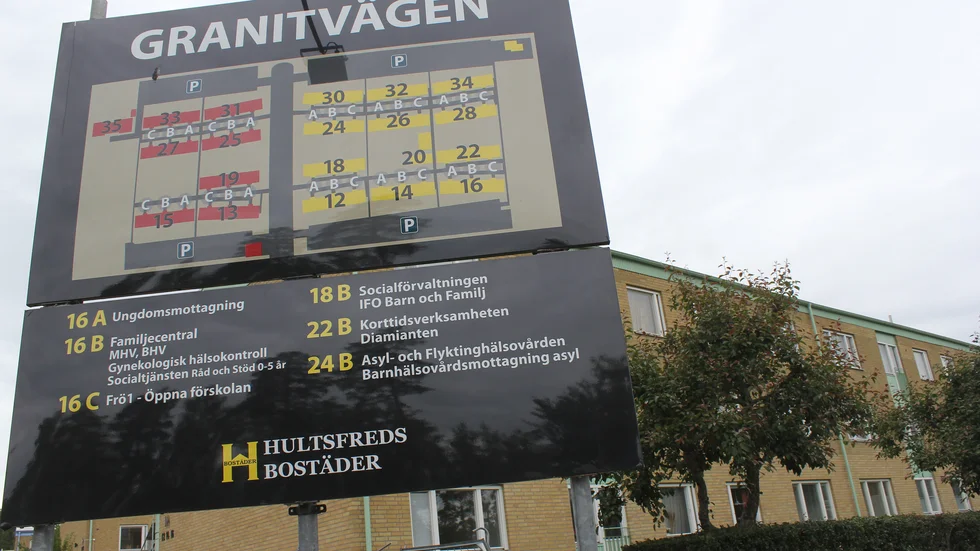 GRANITVÄGEN
P
P
30 32 34
A B C A B C A B C
24 26 28
35 33 31
C B A C B A
27 25
18 20 22
A B C A B C A B C
12 14 16
19
C B A C B A
15 13
P
P
16 A Ungdomsmottagning
16 B Familjecentral
MHV, BHV
Gynekologisk hälsokontroll
Socialtjänsten Råd och Stöd 0-5 år
16 C Frö1 - Öppna förskolan
18 B Socialförvaltningen
IFO Barn och Familj
22 B Korttidsverksamheten
Diamianten
24 B Asyl- och Flyktinghälsovården
Barnhälsovårdsmottagning asyl
BOSTÄDER
HULTSFREDS
BOSTÄDER